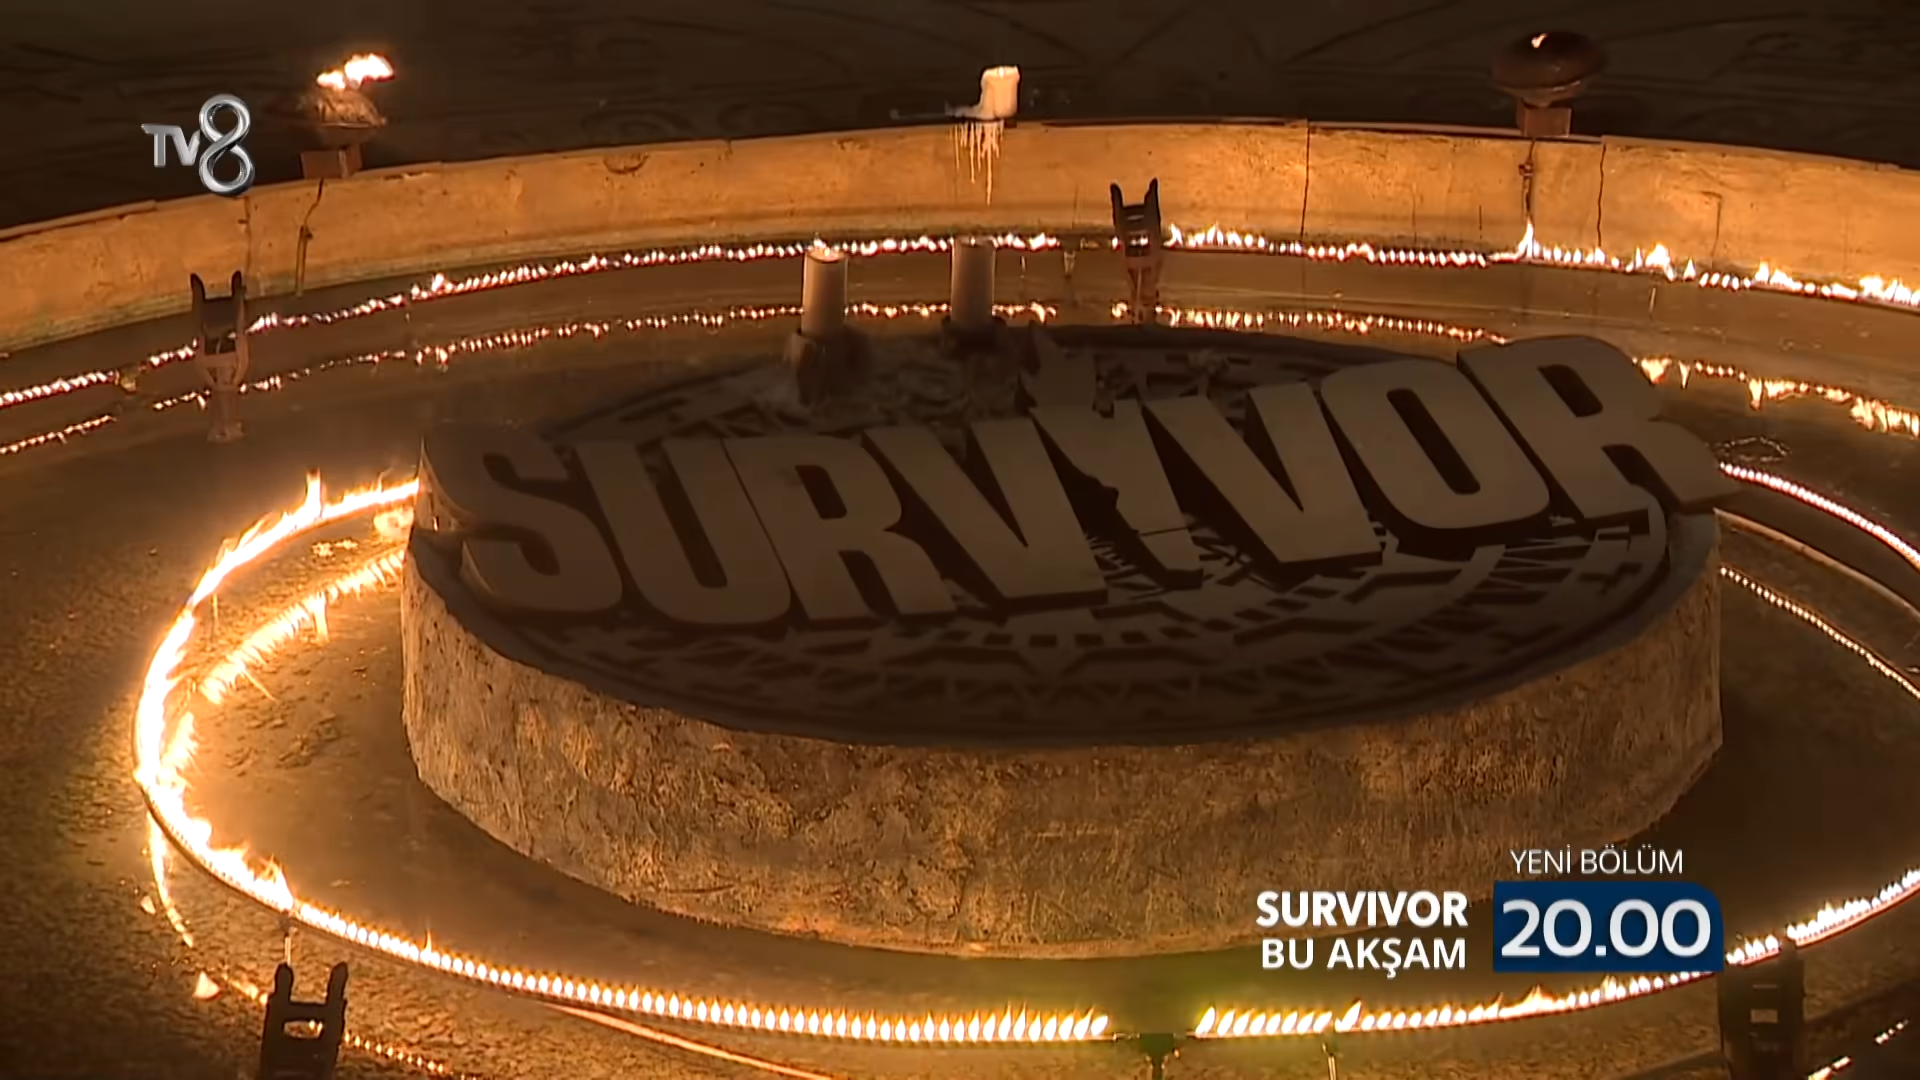 TV8
SURVIVOR
YENİ BÖLÜM
SURVIVOR
BU AKŞAM
20.00